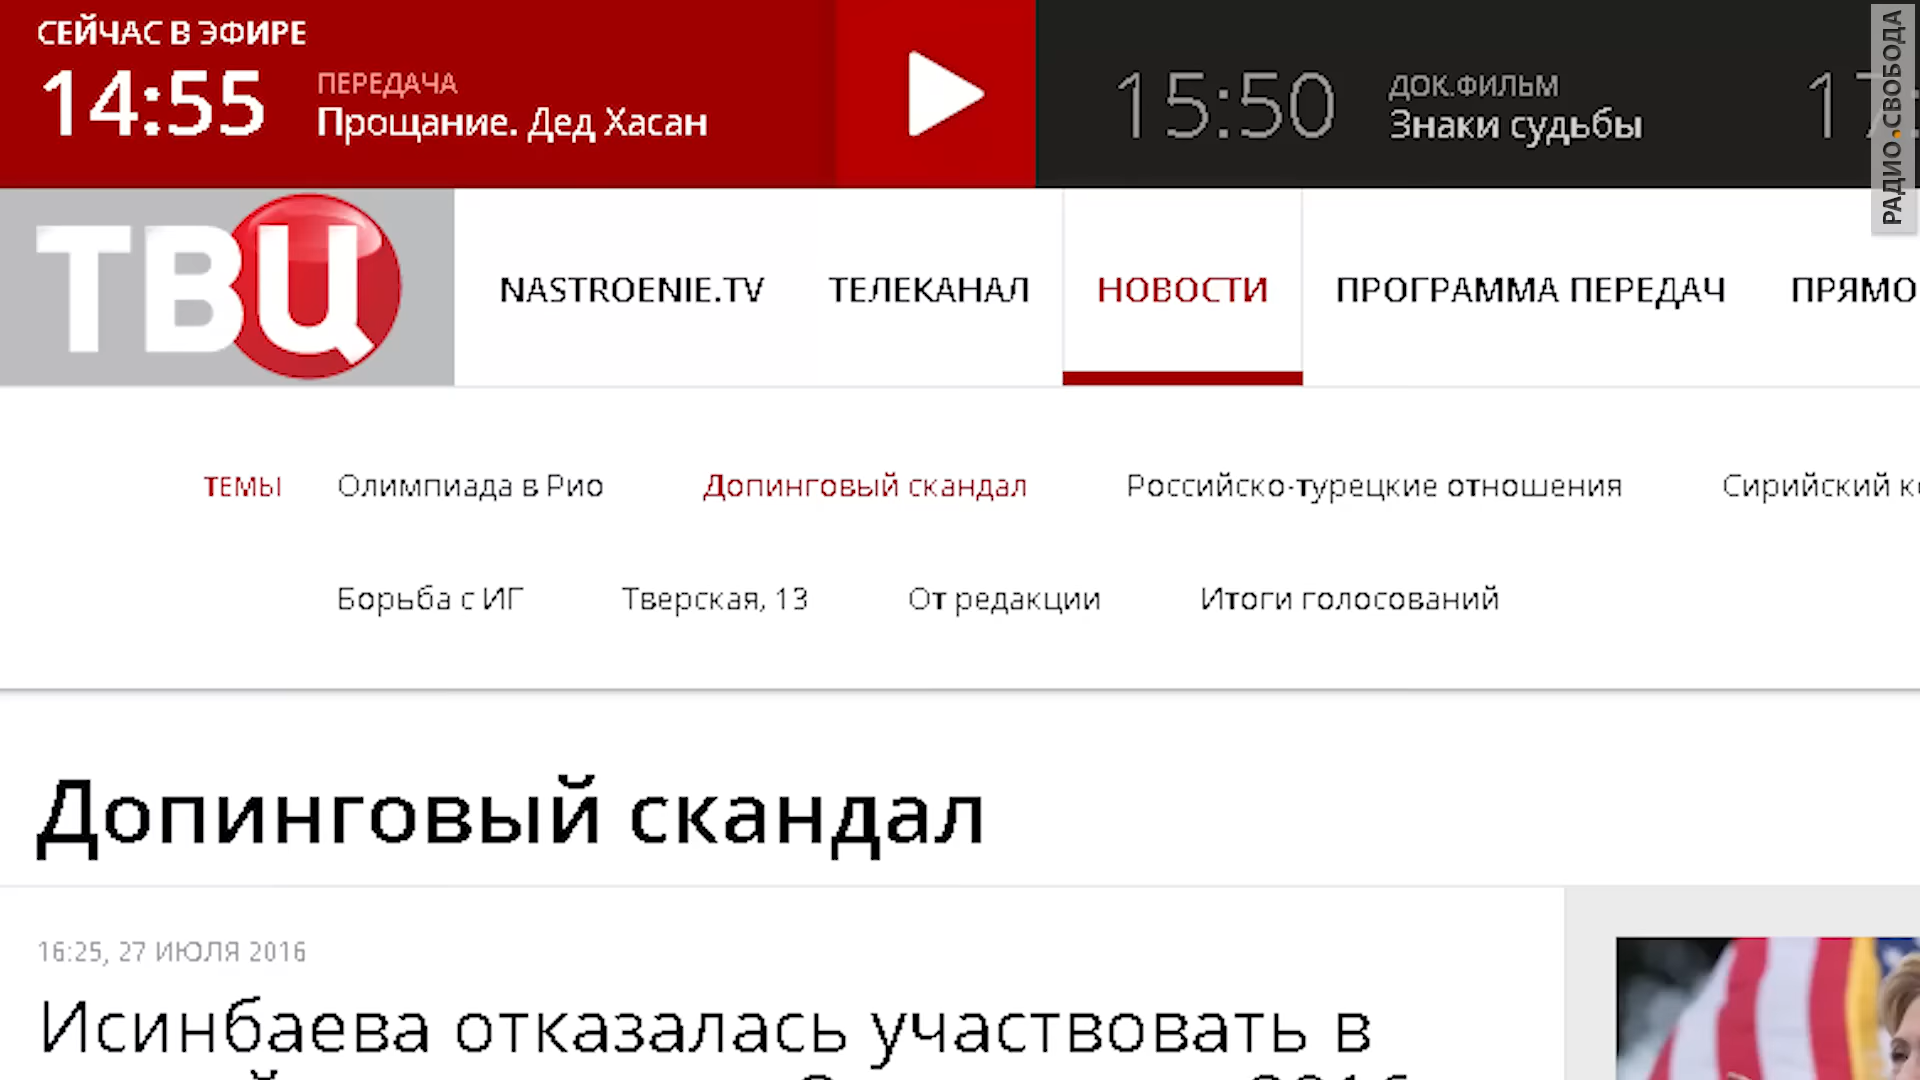 СЕЙЧАС В ЭФИРЕ
14:55
ПЕРЕДАЧА
Прощание. Дед Хасан
15:50
ДОК.ФИЛЬМ
Знаки судьбы
РАДИО.СВОБОДА
ТВЦ
NASTROENIE.TV ТЕЛЕКАНАЛ НОВОСТИ ПРОГРАММА ПЕРЕДАЧ ПРЯМО
ТЕМЫ Олимпиада в Рио Допинговый скандал Российско-турецкие отношения Сирийский
Борьба с ИГ Тверская, 13 От редакции Итоги голосований
Допинговый скандал
16:25, 27 ИЮЛЯ 2016
Исинбаева отказалась участвовать в